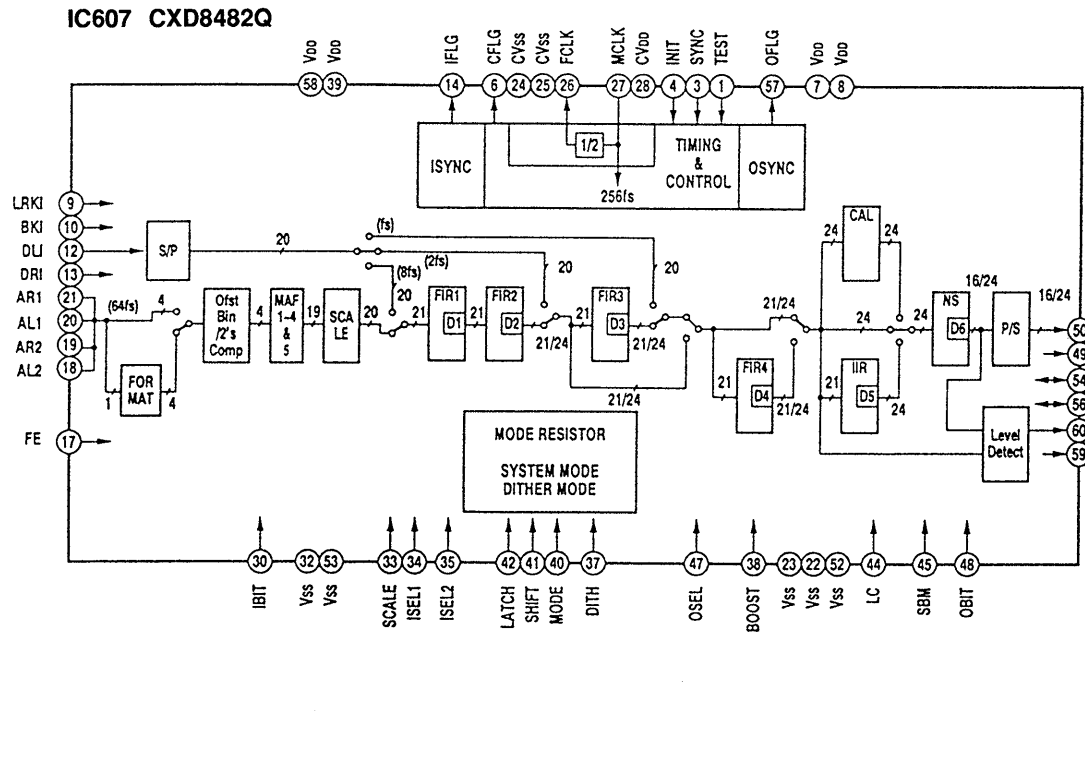 IC607 CXD8482Q
VDD VDD IFLG CFLG CVSS CVSS FCLK MCLK CVDD INIT SYNC TEST OFLG VDD VDD
58 39 14 6 24 25 26 27 28 4 3 1 57 7 8
ISYNC 1/2 256fs TIMING & CONTROL OSYNC
LRKI 9
BKI 10
DLI 12
DRI 13
AR1 21
AL1 20
AR2 19
AL2 18
FE 17
S/P 20 (fs) (2fs) (8fs) 20 20 20
(64fs) 4
FOR MAT 1 4
Ofst Bin /2's Comp 4
MAF 1~4 & 5 19
SCA LE 20
21 FIR1 D1 21
FIR2 D2 21/24
21 FIR3 D3 21/24
21/24
21/24
21 FIR4 D4 21/24
24 CAL 24
24
21 IIR D5 24
24 NS D6 16/24
P/S 16/24
Level Detect
50
49
54
56
60
59
MODE RESISTOR
SYSTEM MODE
DITHER MODE
30 32 53 33 34 35 42 41 40 37 47 38 23 22 52 44 45 48
IBIT VSS VSS SCALE ISEL1 ISEL2 LATCH SHIFT MODE DITH OSEL BOOST VSS VSS VSS LC SBM OBIT